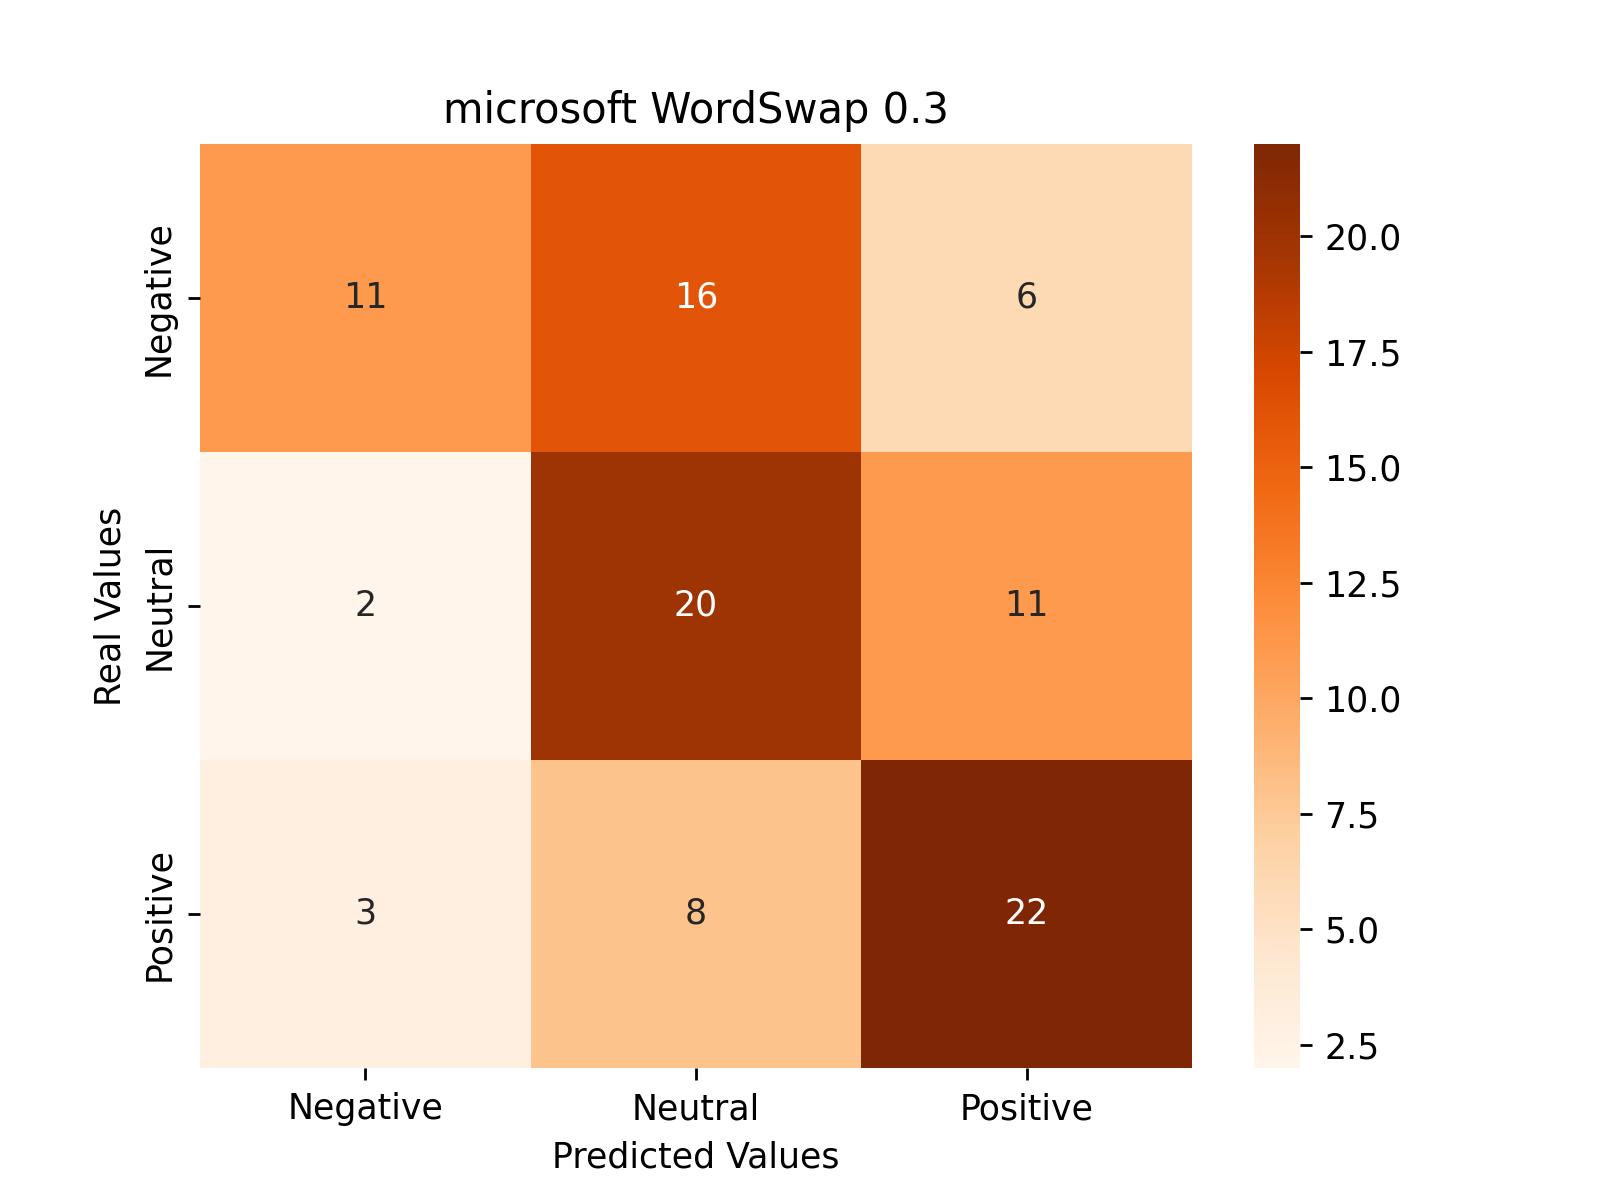 microsoft WordSwap 0.3
Real Values
Negative
11 16 6
Neutral
2 20 11
Positive
3 8 22
Negative Neutral Positive
Predicted Values
20.0
17.5
15.0
12.5
10.0
7.5
5.0
2.5